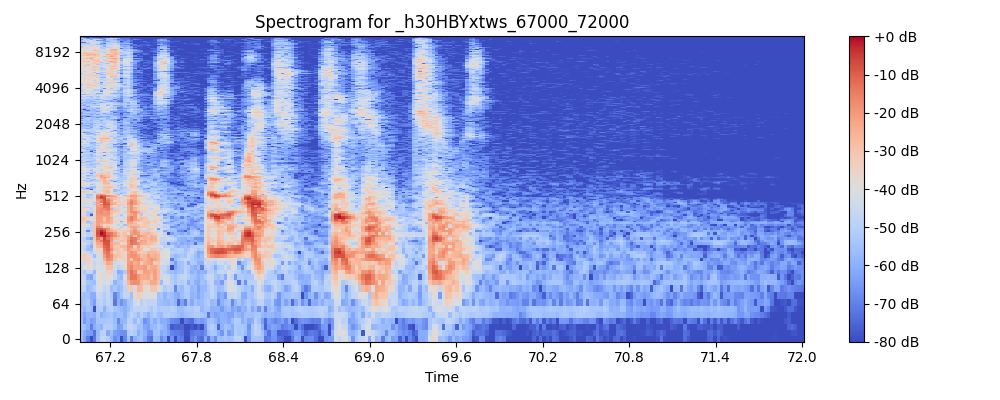 Spectrogram for _h30HBYxtws_67000_72000
Hz
8192
4096
2048
1024
512
256
128
64
0
67.2 67.8 68.4 69.0 69.6 70.2 70.8 71.4 72.0
Time
+0 dB
-10 dB
-20 dB
-30 dB
-40 dB
-50 dB
-60 dB
-70 dB
-80 dB